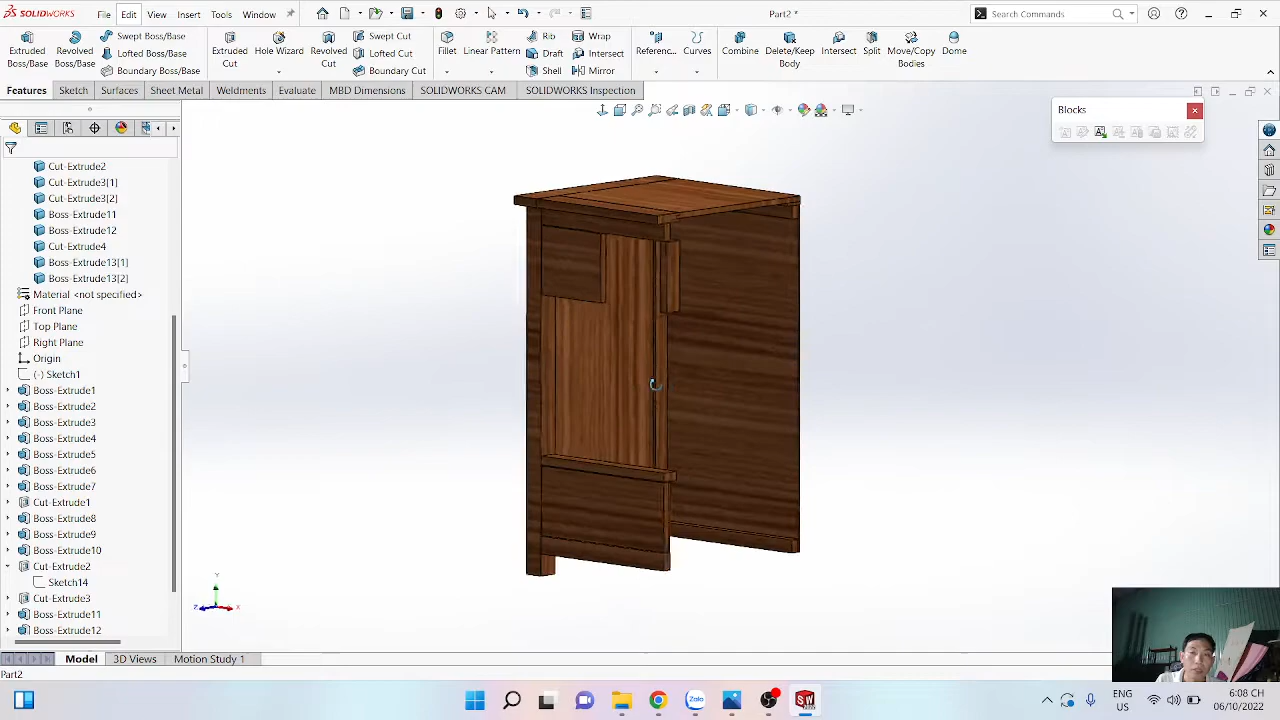 SOLIDWORKS
File
Edit
View
Insert
Tools
Window
Part2 *
Search Commands
Extruded Boss/Base
Revolved Boss/Base
Swept Boss/Base
Lofted Boss/Base
Boundary Boss/Base
Extruded Cut
Hole Wizard
Revolved Cut
Swept Cut
Lofted Cut
Boundary Cut
Fillet
Linear Pattern
Rib
Draft
Shell
Wrap
Intersect
Mirror
Referenc...
Curves
Combine
Delete/Keep Body
Intersect
Split
Move/Copy Bodies
Dome
Features
Sketch
Surfaces
Sheet Metal
Weldments
Evaluate
MBD Dimensions
SOLIDWORKS CAM
SOLIDWORKS Inspection
Blocks
Cut-Extrude2
Cut-Extrude3[1]
Cut-Extrude3[2]
Boss-Extrude11
Boss-Extrude12
Cut-Extrude4
Boss-Extrude13[1]
Boss-Extrude13[2]
Material <not specified>
Front Plane
Top Plane
Right Plane
Origin
(-) Sketch1
Boss-Extrude1
Boss-Extrude2
Boss-Extrude3
Boss-Extrude4
Boss-Extrude5
Boss-Extrude6
Boss-Extrude7
Cut-Extrude1
Boss-Extrude8
Boss-Extrude9
Boss-Extrude10
Cut-Extrude2
Sketch14
Cut-Extrude3
Boss-Extrude11
Boss-Extrude12
Y
Z
X
Model
3D Views
Motion Study 1
Part2
Zalo
SW
ENG
US
6:08 CH
06/10/2022